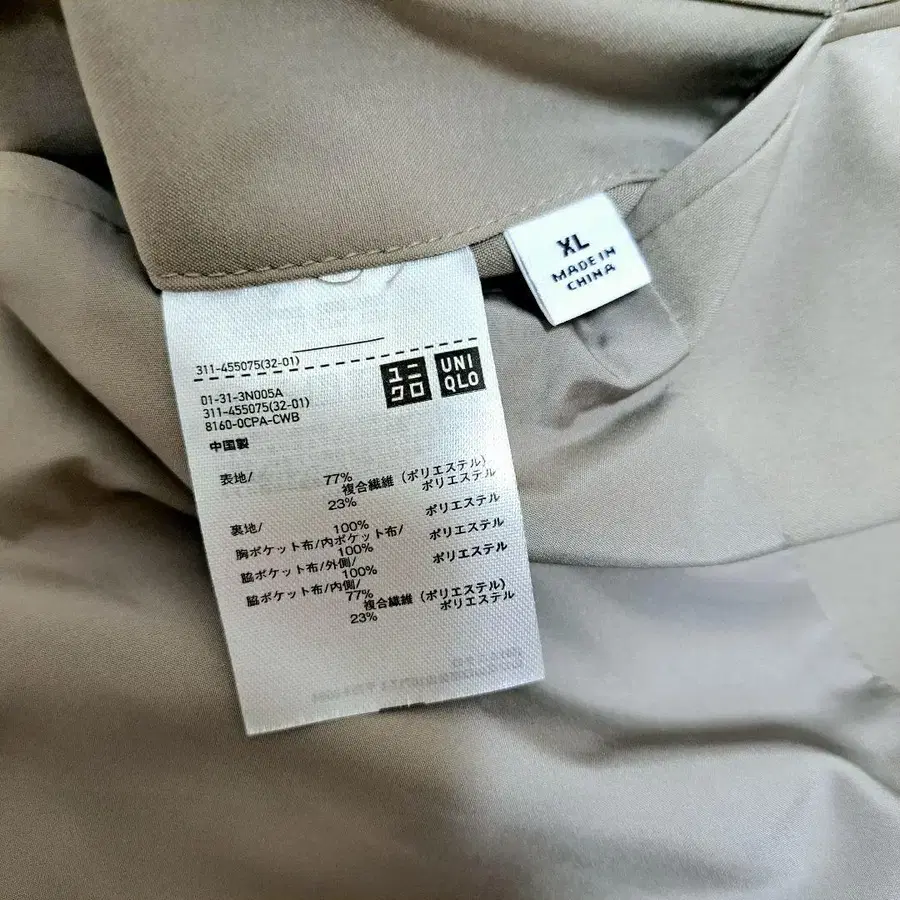 XL
MADE IN
CHINA
311-455075(32-01)
01-31-3N005A
311-455075(32-01)
8160-0CPA-CWB
ユニ
クロ
UNI
QLO
中国製
表地/ 77%
複合繊維(ポリエステル)
23% ポリエステル
裏地/ 100% ポリエステル
胸ポケット布/内ポケット布/
100% ポリエステル
脇ポケット布/外側/
100% ポリエステル
脇ポケット布/内側/
77%
複合繊維(ポリエステル)
23% ポリエステル